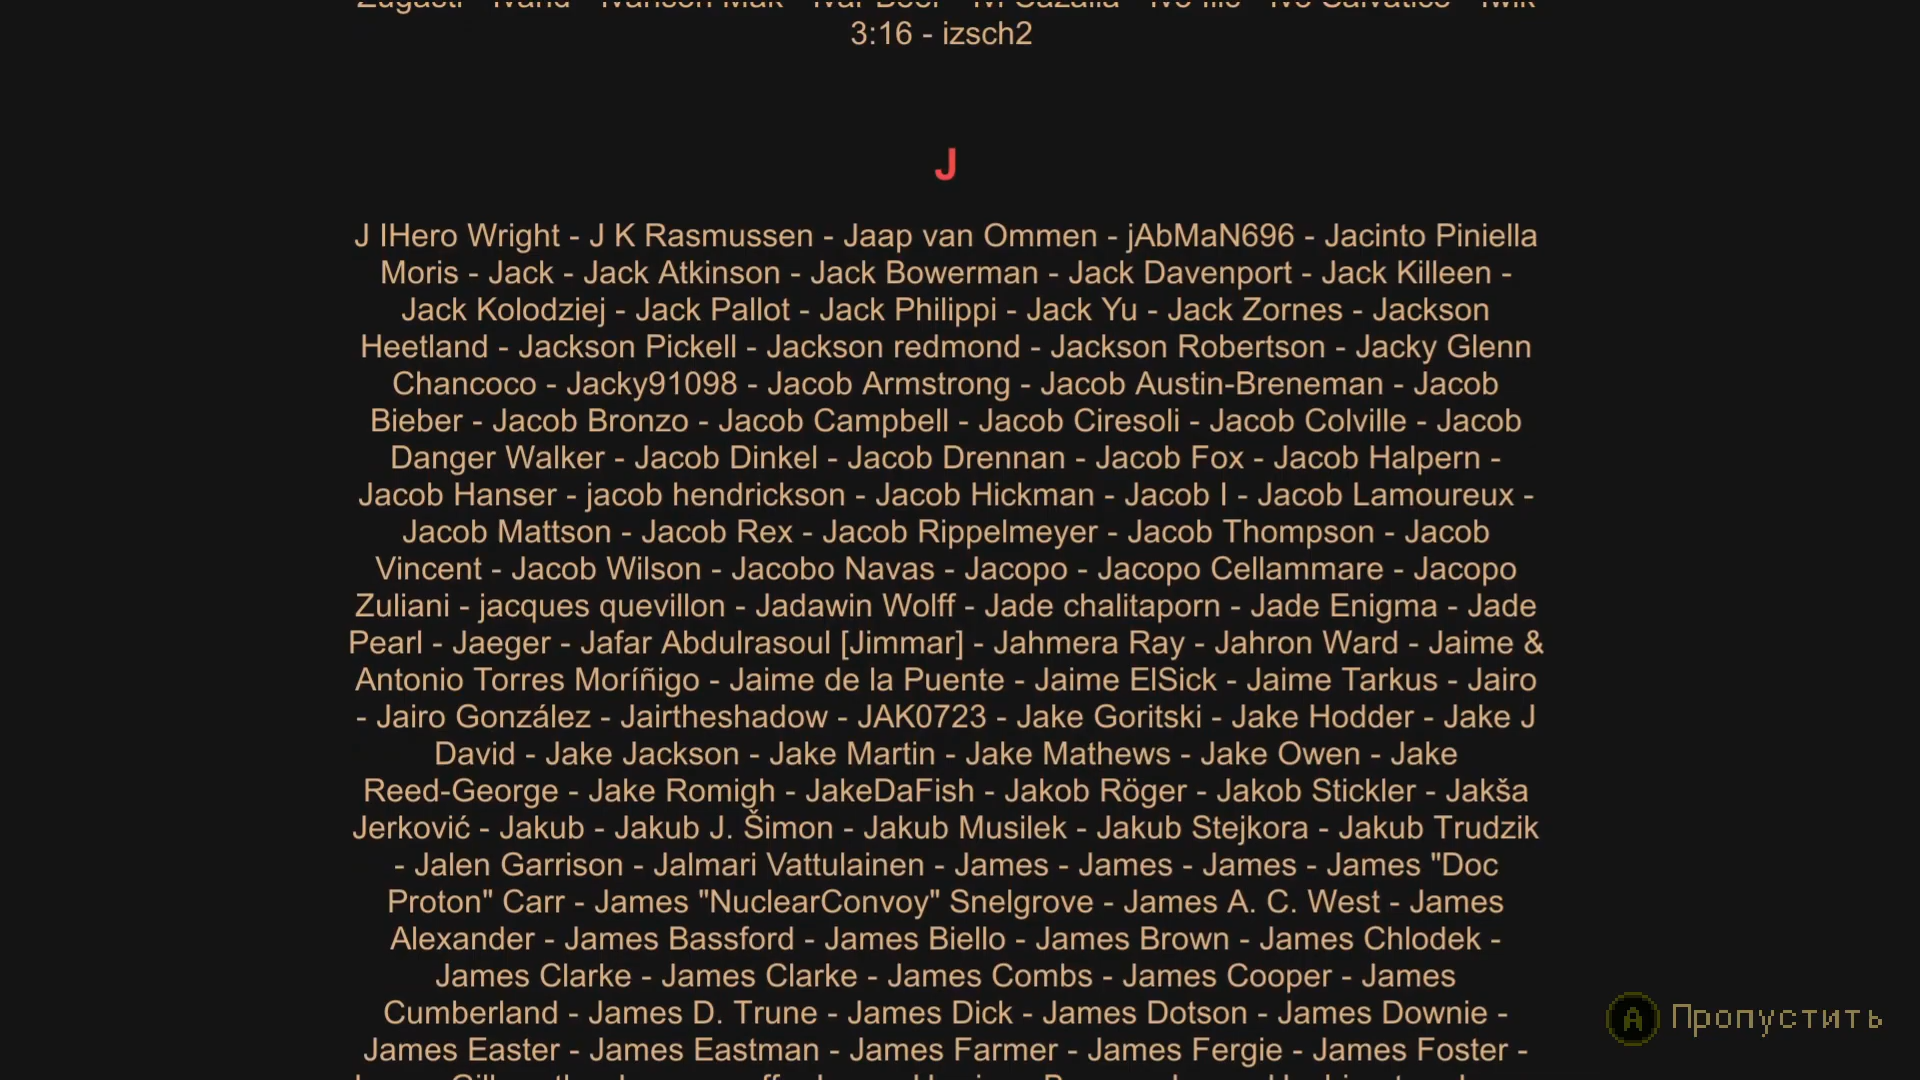 3:16 - izsch2
J
J IHero Wright - J K Rasmussen - Jaap van Ommen - jAbMaN696 - Jacinto Piniella
Moris - Jack - Jack Atkinson - Jack Bowerman - Jack Davenport - Jack Killeen -
Jack Kolodziej - Jack Pallot - Jack Philippi - Jack Yu - Jack Zornes - Jackson
Heetland - Jackson Pickell - Jackson redmond - Jackson Robertson - Jacky Glenn
Chancoco - Jacky91098 - Jacob Armstrong - Jacob Austin-Breneman - Jacob
Bieber - Jacob Bronzo - Jacob Campbell - Jacob Ciresoli - Jacob Colville - Jacob
Danger Walker - Jacob Dinkel - Jacob Drennan - Jacob Fox - Jacob Halpern -
Jacob Hanser - jacob hendrickson - Jacob Hickman - Jacob I - Jacob Lamoureux -
Jacob Mattson - Jacob Rex - Jacob Rippelmeyer - Jacob Thompson - Jacob
Vincent - Jacob Wilson - Jacobo Navas - Jacopo - Jacopo Cellammare - Jacopo
Zuliani - jacques quevillon - Jadawin Wolff - Jade chalitaporn - Jade Enigma - Jade
Pearl - Jaeger - Jafar Abdulrasoul [Jimmar] - Jahmera Ray - Jahron Ward - Jaime &
Antonio Torres Moríñigo - Jaime de la Puente - Jaime ElSick - Jaime Tarkus - Jairo
- Jairo González - Jairtheshadow - JAK0723 - Jake Goritski - Jake Hodder - Jake J
David - Jake Jackson - Jake Martin - Jake Mathews - Jake Owen - Jake
Reed-George - Jake Romigh - JakeDaFish - Jakob Röger - Jakob Stickler - Jakša
Jerković - Jakub - Jakub J. Šimon - Jakub Musilek - Jakub Stejkora - Jakub Trudzik
- Jalen Garrison - Jalmari Vattulainen - James - James - James - James "Doc
Proton" Carr - James "NuclearConvoy" Snelgrove - James A. C. West - James
Alexander - James Bassford - James Biello - James Brown - James Chlodek -
James Clarke - James Clarke - James Combs - James Cooper - James
Cumberland - James D. Trune - James Dick - James Dotson - James Downie -
James Easter - James Eastman - James Farmer - James Fergie - James Foster -
A Пропустить